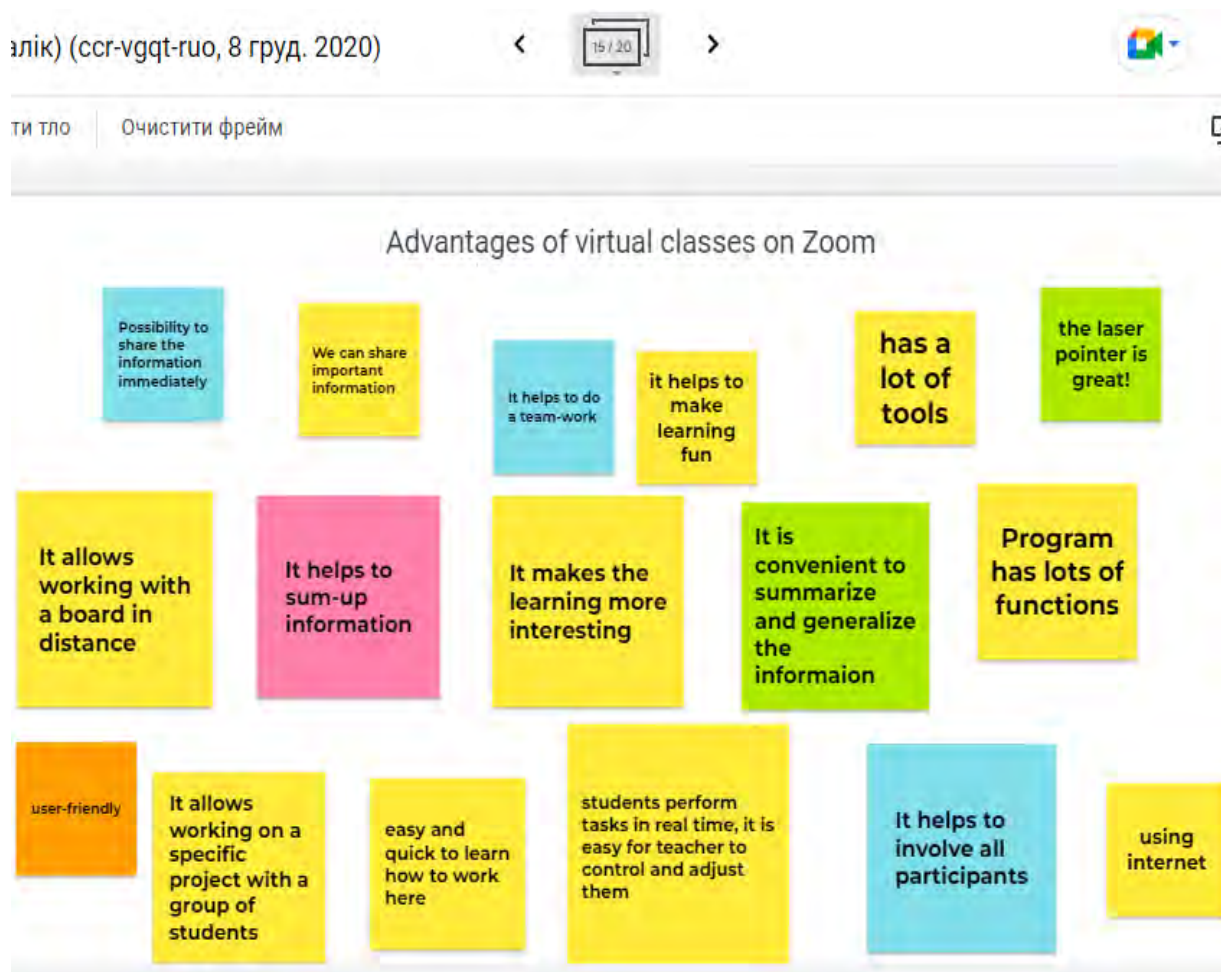 алік) (ccr-vgqt-ruo, 8 груд. 2020)
15 / 20
ти тло
Очистити фрейм
Advantages of virtual classes on Zoom
Possibility to
share the
information
immediately
We can share
important
information
It helps to do
a team-work
it helps to
make
learning
fun
has a
lot of
tools
the laser
pointer is
great!
It allows
working with
a board in
distance
It helps to
sum-up
information
It makes the
learning more
interesting
It is
convenient to
summarize
and generalize
the
informaion
Program
has lots of
functions
user-friendly
It allows
working on a
specific
project with a
group of
students
easy and
quick to learn
how to work
here
students perform
tasks in real time, it is
easy for teacher to
control and adjust
them
It helps to
involve all
participants
using
internet